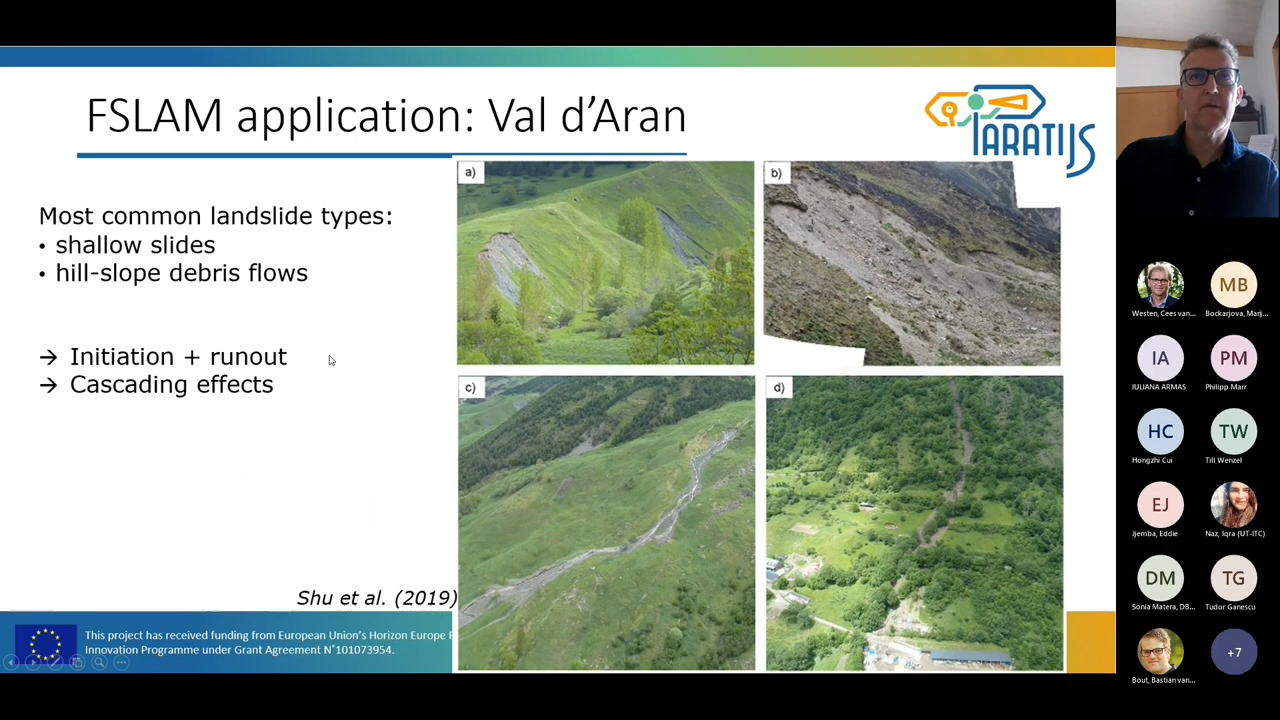 FSLAM application: Val d’Aran
PARATUS
Most common landslide types:
• shallow slides
• hill-slope debris flows
→ Initiation + runout
→ Cascading effects
a)
b)
c)
d)
Shu et al. (2019)
This project has received funding from European Union’s Horizon Europe
Innovation Programme under Grant Agreement N°101073954.
Westen, Cees van...
MB
Bockarjova, Marj...
IA
IULIANA ARMAS
PM
Philipp Marr
HC
Hongzhi Cui
TW
Till Wenzel
EJ
Jjemba, Eddie
Naz, Iqra (UT-ITC)
DM
Sonia Matera, DB...
TG
Tudor Ganescu
Bout, Bastian van...
+7